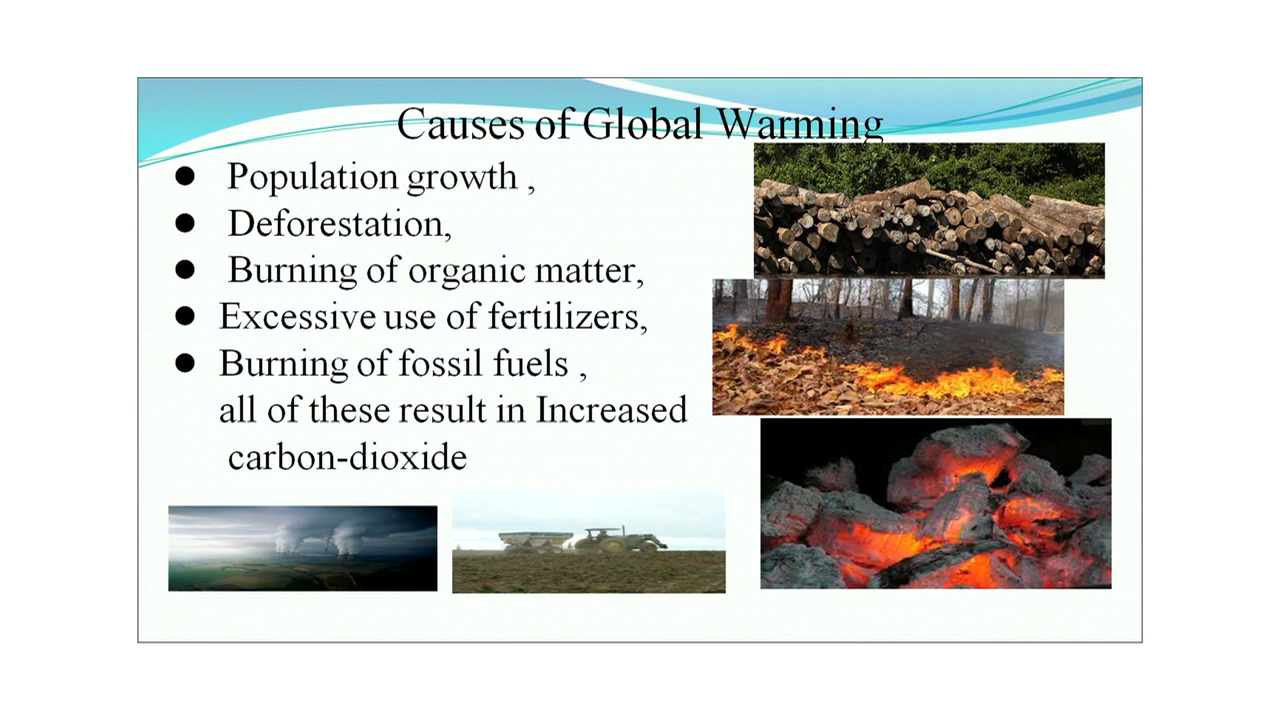 Causes of Global Warming
● Population growth ,
● Deforestation,
● Burning of organic matter,
● Excessive use of fertilizers,
● Burning of fossil fuels ,
all of these result in Increased
carbon-dioxide